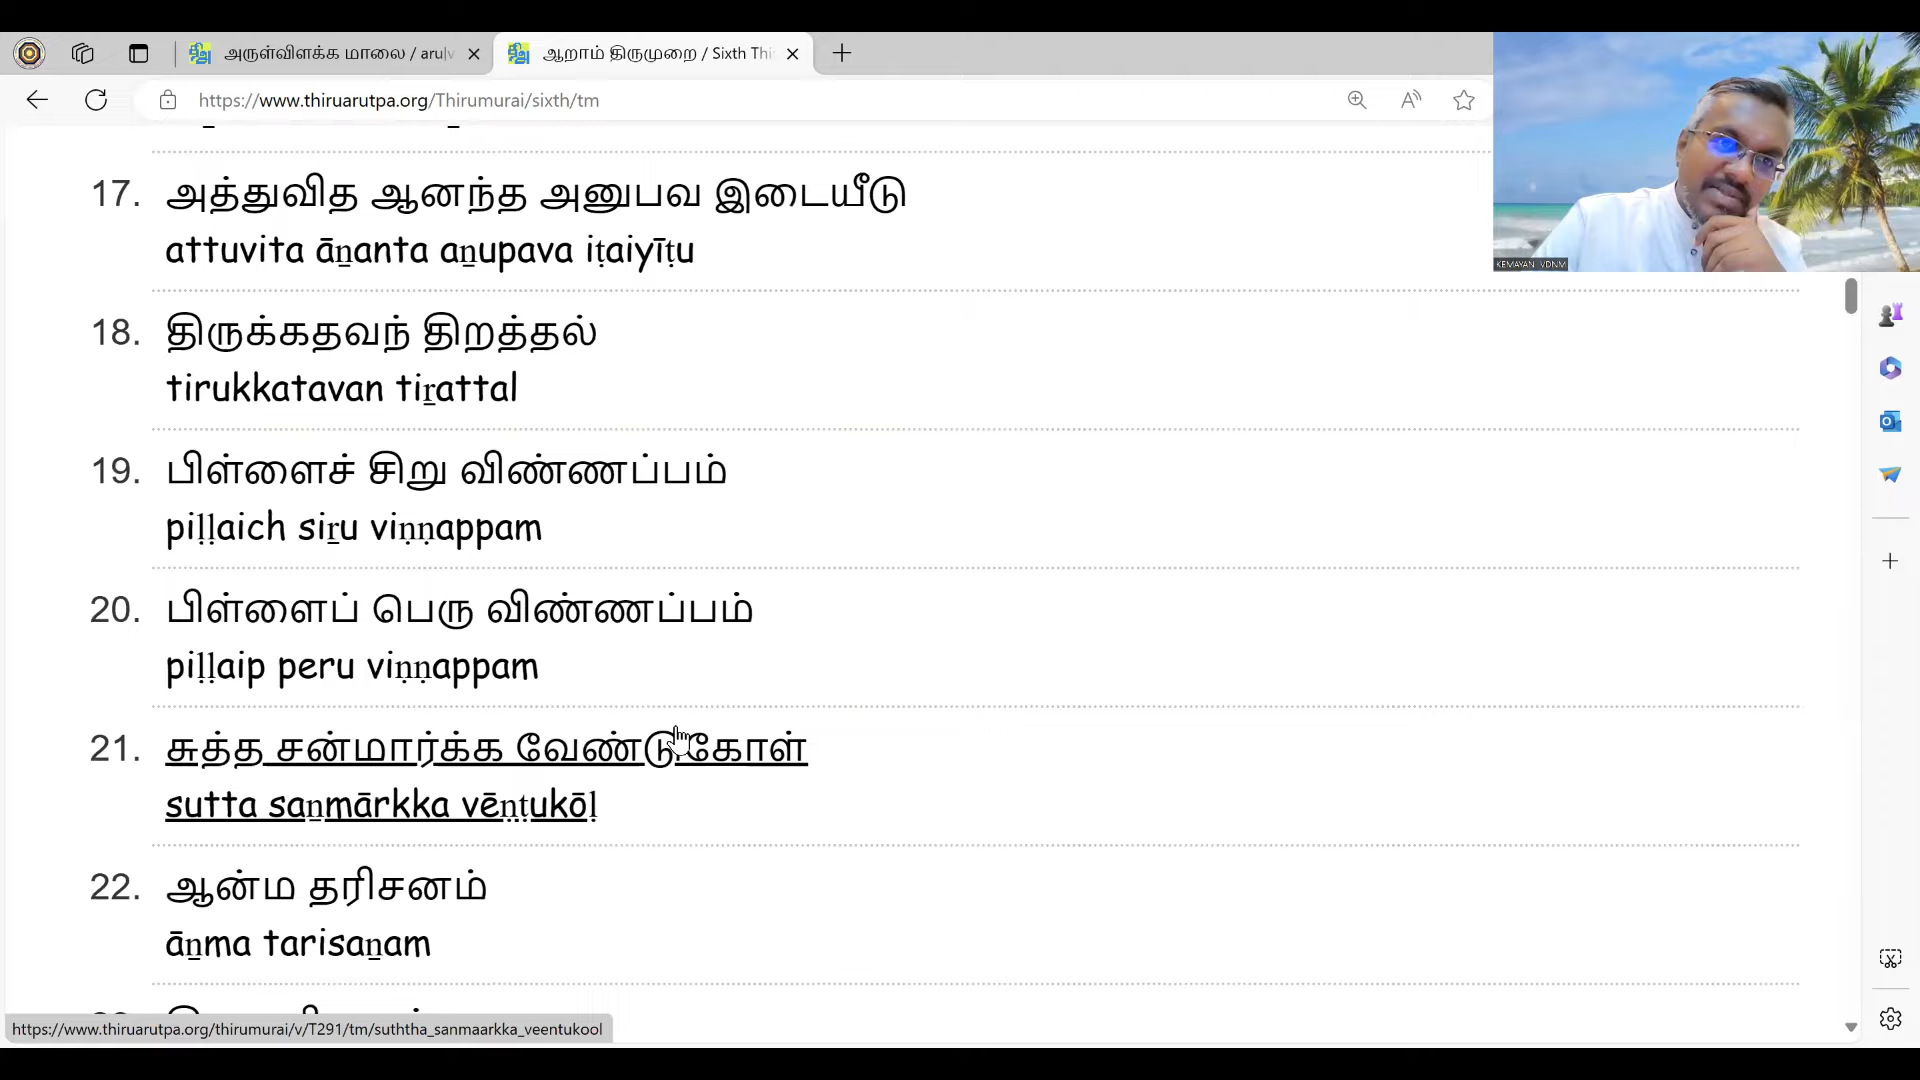 அருள்விளக்க மாலை / aruḷv
ஆறாம் திருமுறை / Sixth Thi
https://www.thiruarutpa.org/Thirumurai/sixth/tm
KEMAYAN VDNM
17. அத்துவித ஆனந்த அனுபவ இடையீடு
attuvita āṉanta aṉupava iṭaiyīṭu
18. திருக்கதவந் திறத்தல்
tirukkatavan tiṟattal
19. பிள்ளைச் சிறு விண்ணப்பம்
piḷḷaich siṟu viṇṇappam
20. பிள்ளைப் பெரு விண்ணப்பம்
piḷḷaip peru viṇṇappam
21. சுத்த சன்மார்க்க வேண்டுகோள்
sutta saṉmārkka vēṇṭukōḷ
22. ஆன்ம தரிசனம்
āṉma tarisaṉam
https://www.thiruarutpa.org/thirumurai/v/T291/tm/suththa_sanmaarkka_veentukool